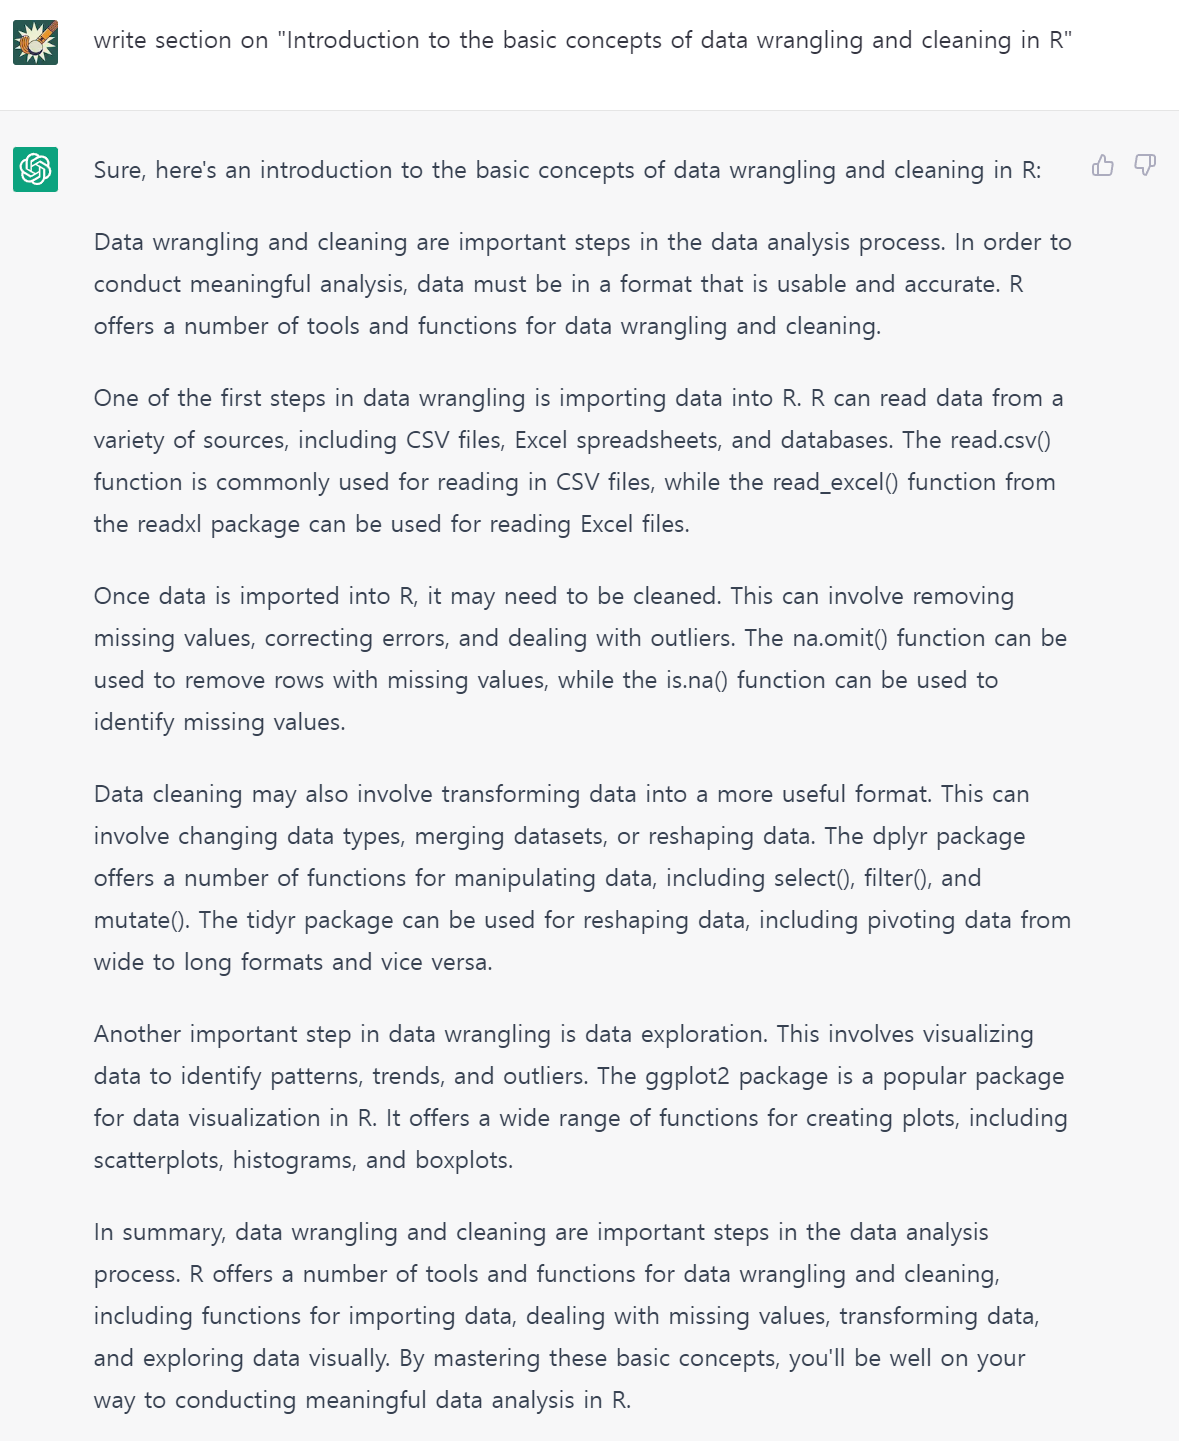 write section on "Introduction to the basic concepts of data wrangling and cleaning in R"
Sure, here's an introduction to the basic concepts of data wrangling and cleaning in R:
Data wrangling and cleaning are important steps in the data analysis process. In order to
conduct meaningful analysis, data must be in a format that is usable and accurate. R
offers a number of tools and functions for data wrangling and cleaning.
One of the first steps in data wrangling is importing data into R. R can read data from a
variety of sources, including CSV files, Excel spreadsheets, and databases. The read.csv()
function is commonly used for reading in CSV files, while the read_excel() function from
the readxl package can be used for reading Excel files.
Once data is imported into R, it may need to be cleaned. This can involve removing
missing values, correcting errors, and dealing with outliers. The na.omit() function can be
used to remove rows with missing values, while the is.na() function can be used to
identify missing values.
Data cleaning may also involve transforming data into a more useful format. This can
involve changing data types, merging datasets, or reshaping data. The dplyr package
offers a number of functions for manipulating data, including select(), filter(), and
mutate(). The tidyr package can be used for reshaping data, including pivoting data from
wide to long formats and vice versa.
Another important step in data wrangling is data exploration. This involves visualizing
data to identify patterns, trends, and outliers. The ggplot2 package is a popular package
for data visualization in R. It offers a wide range of functions for creating plots, including
scatterplots, histograms, and boxplots.
In summary, data wrangling and cleaning are important steps in the data analysis
process. R offers a number of tools and functions for data wrangling and cleaning,
including functions for importing data, dealing with missing values, transforming data,
and exploring data visually. By mastering these basic concepts, you'll be well on your
way to conducting meaningful data analysis in R.